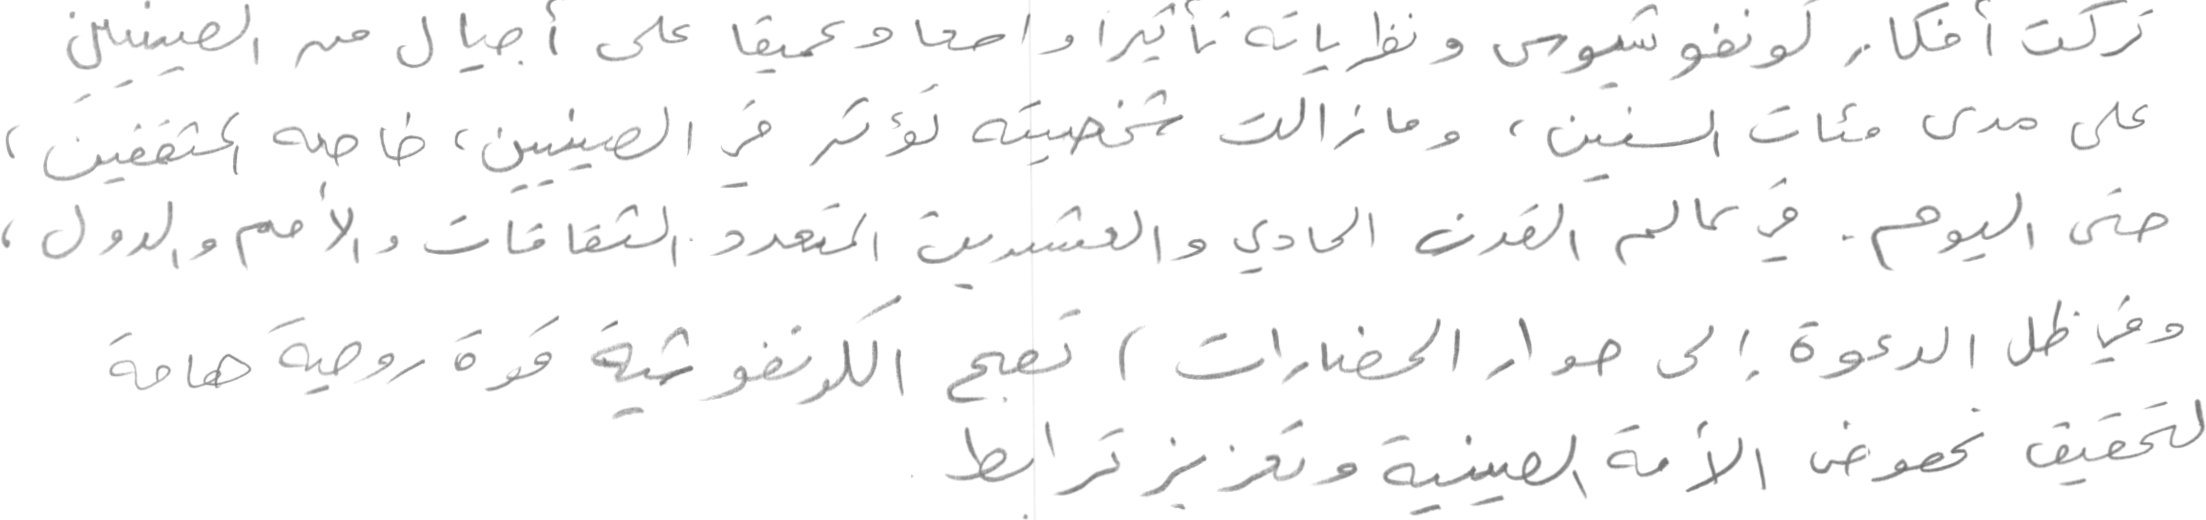 تركت أفكار كونفوشيوس ونظرياته تأثيرا واضحا وعميقا على أجيال من الصينيين
على مدى مئات السنين، ومازالت شخصيته تؤثر في الصينيين، خاصة المثقفين،
حتى اليوم. في عالم القرن الحادي والعشرين المتعدد الثقافات والأمم والدول،
وفي ظل الدعوة إلى حوار الحضارات، تصبح الكونفوشية قوة روحية هامة
لتحقيق نهوض الأمة الصينية وتعزيز ترابط